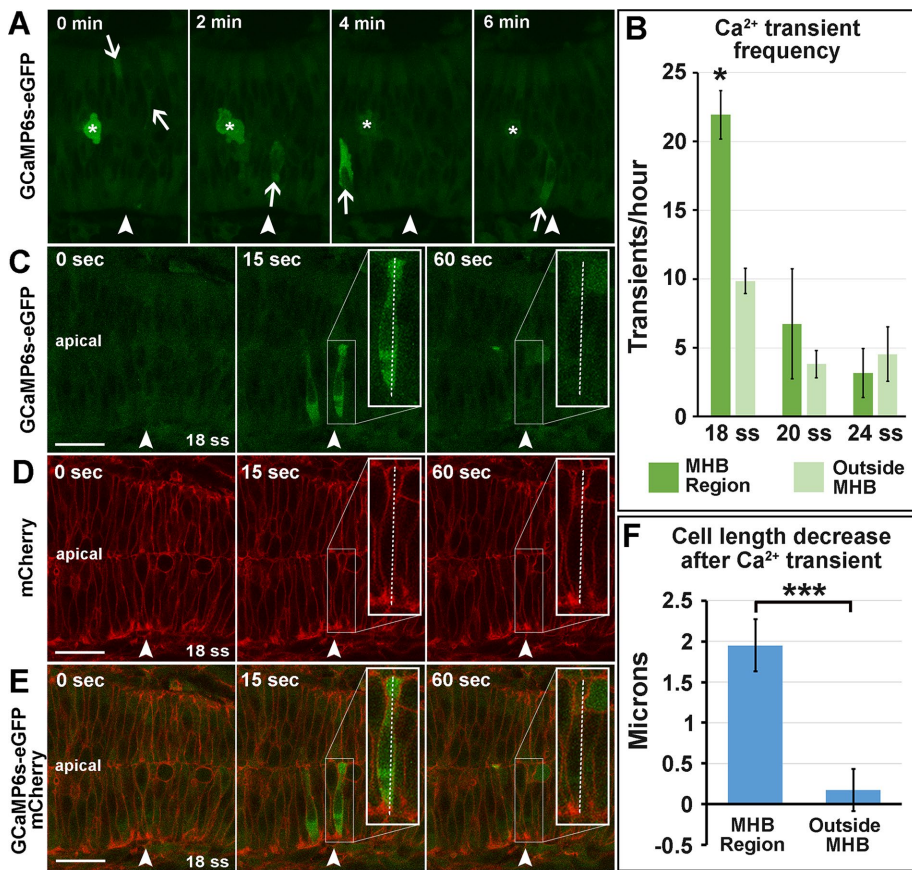 A
GCaMP6s-eGFP
0 min
2 min
4 min
6 min
*
*
*
*
B
Ca²⁺ transient
frequency
Transients/hour
25
20
15
10
5
0
*
18 ss
20 ss
24 ss
MHB
Region
Outside
MHB
C
GCaMP6s-eGFP
0 sec
15 sec
60 sec
apical
18 ss
D
mCherry
0 sec
15 sec
60 sec
apical
18 ss
E
GCaMP6s-eGFP
mCherry
0 sec
15 sec
60 sec
apical
18 ss
F
Cell length decrease
after Ca²⁺ transient
***
Microns
2.5
2
1.5
1
0.5
0
-0.5
MHB
Region
Outside
MHB